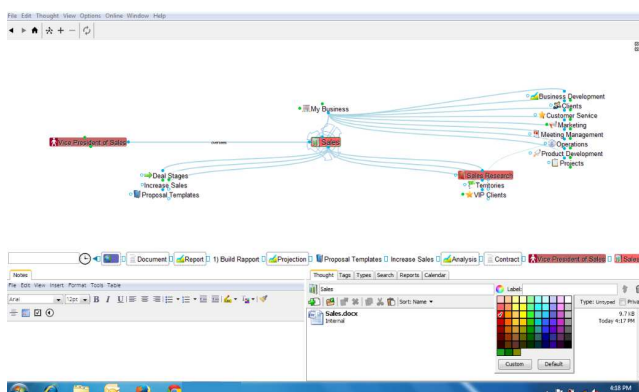 File Edit Thought View Options Online Window Help
My Business
Business Development
Clients
Customer Service
Marketing
Meeting Management
Operations
Product Development
Projects
Vice President of Sales
Sales
Deal Stages
Increase Sales
Proposal Templates
Sales Research
Territories
VIP Clients
Document Report 1) Build Rapport Projection Proposal Templates Increase Sales Analysis Contract Vice President of Sales Sales
Notes
File Edit View Insert Format Tools Table
Arial 12pt B I U
Thought Tags Types Search Reports Calendar
Sales Label:
Sort: Name Type: Untyped Priva
Sales.docx 9.7 kB
Internal Today 4:17 PM
Custom Default
4:18 PM